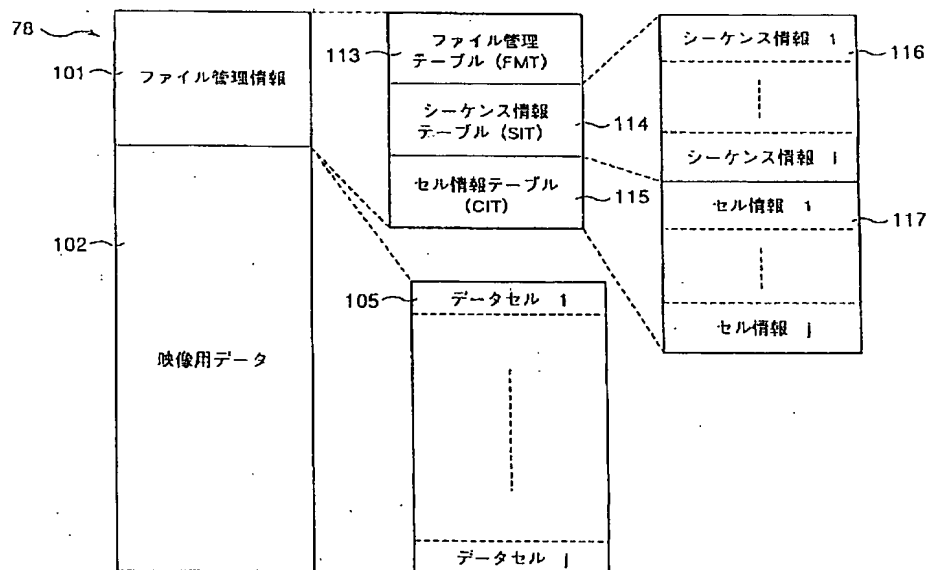 78
101
ファイル管理情報
102
映像用データ
113
ファイル管理
テーブル (FMT)
シーケンス情報
テーブル (SIT)
114
セル情報テーブル
(CIT)
115
シーケンス情報 1
116
シーケンス情報 i
セル情報 1
117
セル情報 j
105
データセル 1
データセル j